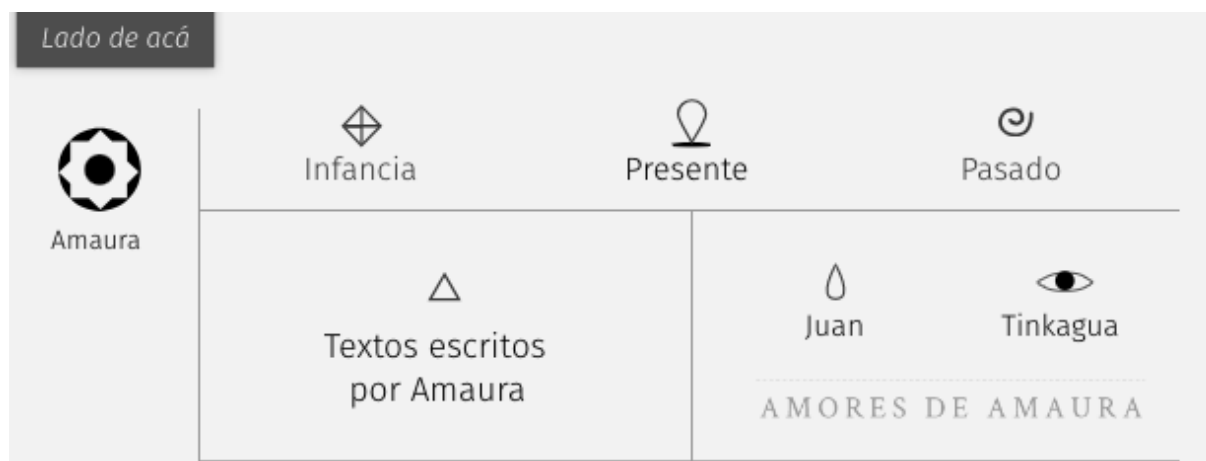 Lado de acá
Infancia
Presente
Pasado
Amaura
Textos escritos
por Amaura
Juan
Tinkagua
AMORES DE AMAURA